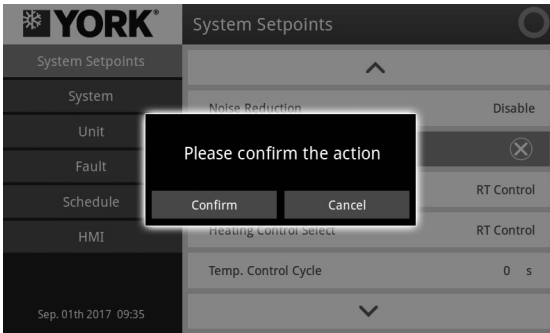 YORK®
System Setpoints
System Setpoints
System
Unit
Fault
Schedule
HMI
Sep. 01th 2017 09:35
Noise Reduction Disable
RT Control
Heating Control Select RT Control
Temp. Control Cycle 0 s
Please confirm the action
Confirm Cancel